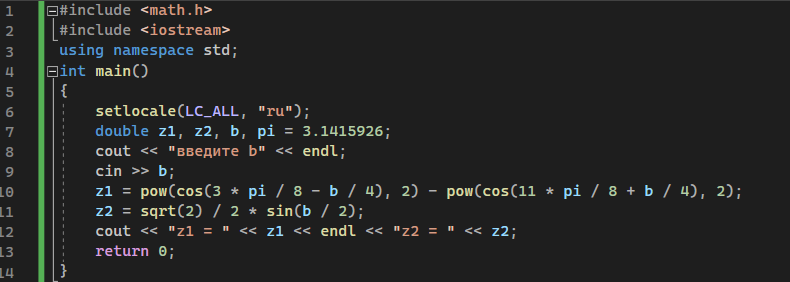 1 #include <math.h>
2 #include <iostream>
3 using namespace std;
4 int main()
5 {
6 setlocale(LC_ALL, "ru");
7 double z1, z2, b, pi = 3.1415926;
8 cout << "введите b" << endl;
9 cin >> b;
10 z1 = pow(cos(3 * pi / 8 - b / 4), 2) - pow(cos(11 * pi / 8 + b / 4), 2);
11 z2 = sqrt(2) / 2 * sin(b / 2);
12 cout << "z1 = " << z1 << endl << "z2 = " << z2;
13 return 0;
14 }